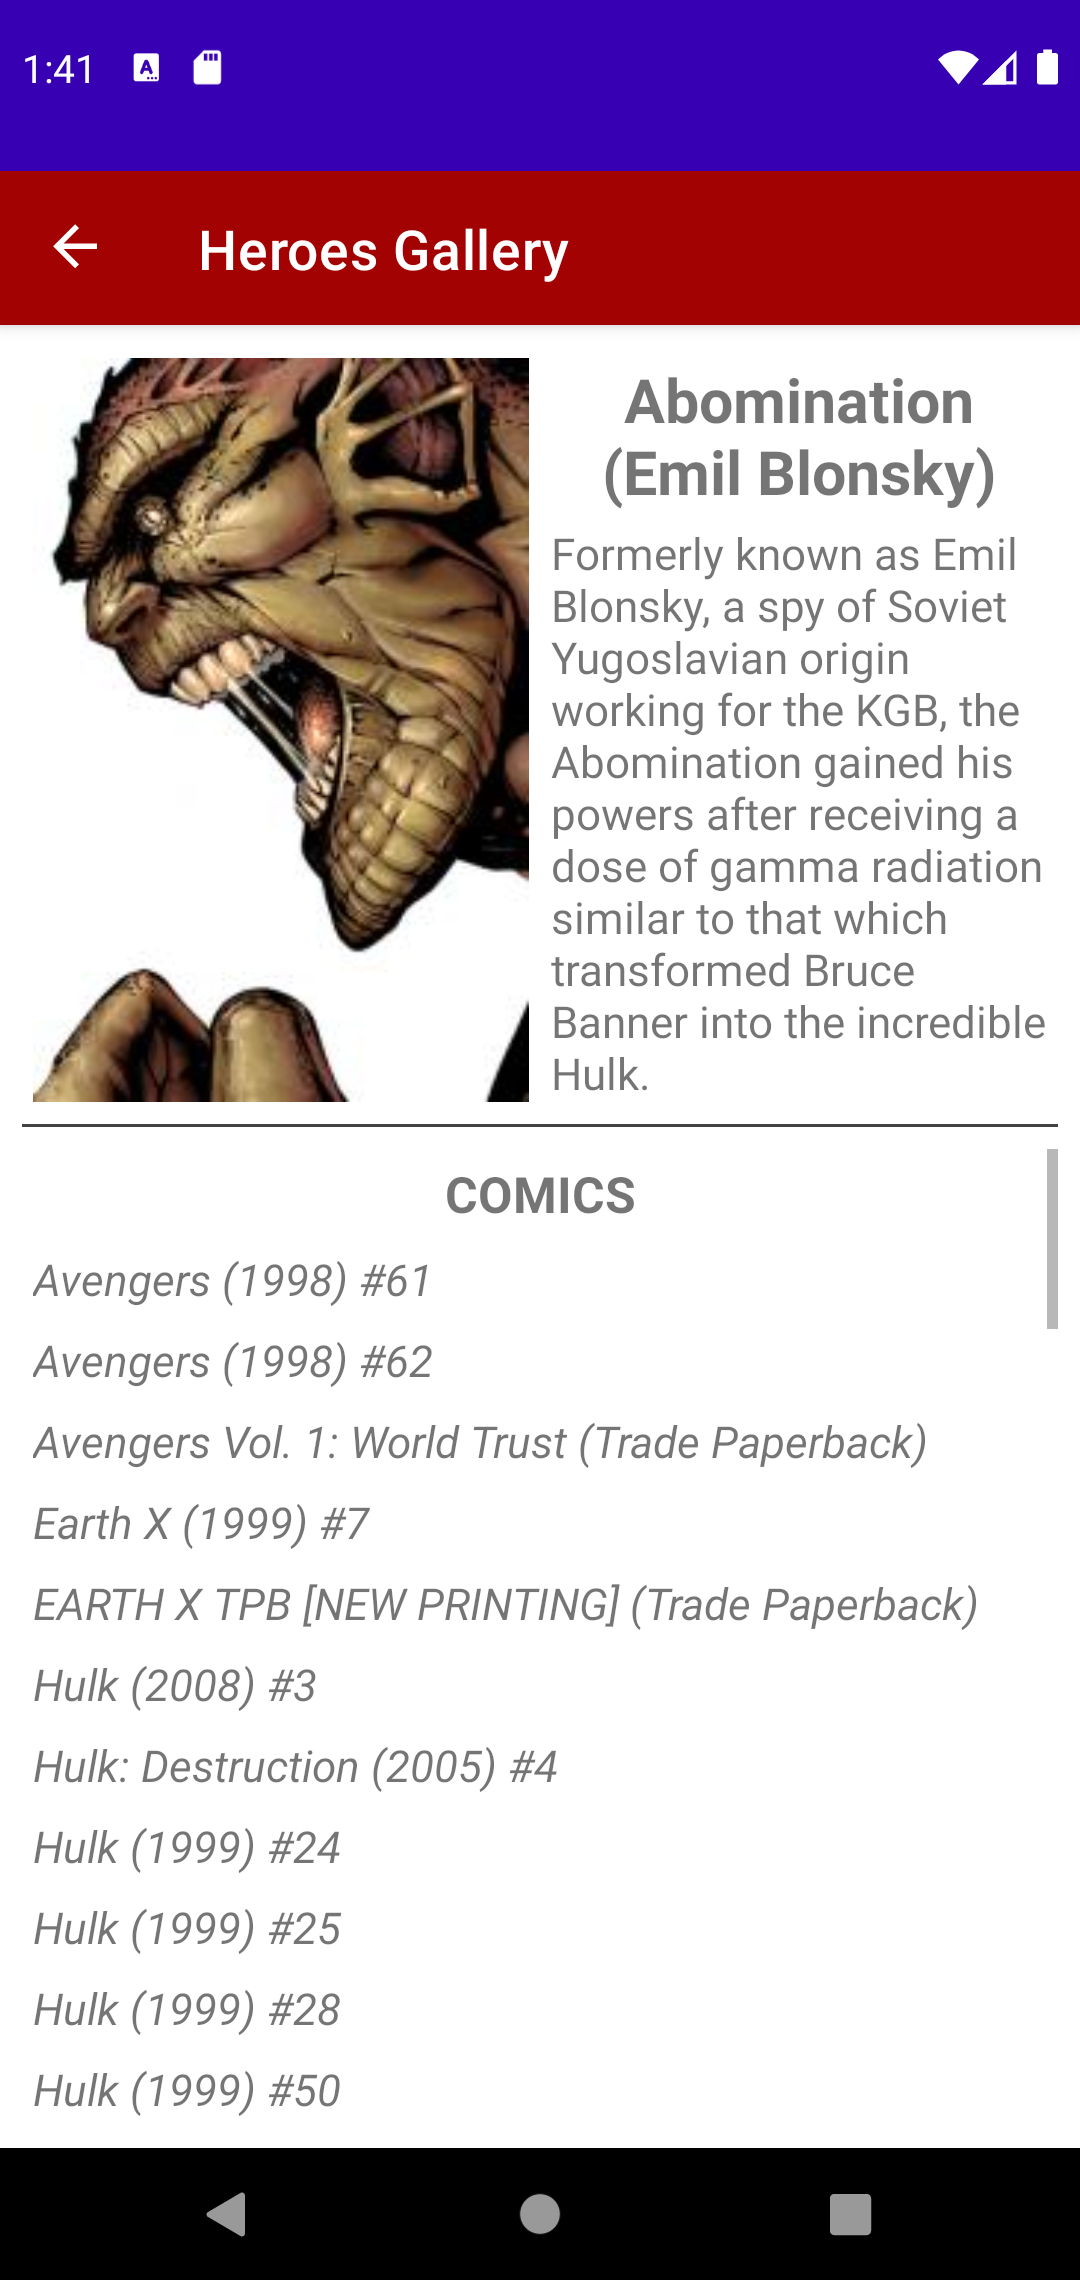 1:41
Heroes Gallery
Abomination
(Emil Blonsky)
Formerly known as Emil
Blonsky, a spy of Soviet
Yugoslavian origin
working for the KGB, the
Abomination gained his
powers after receiving a
dose of gamma radiation
similar to that which
transformed Bruce
Banner into the incredible
Hulk.
COMICS
Avengers (1998) #61
Avengers (1998) #62
Avengers Vol. 1: World Trust (Trade Paperback)
Earth X (1999) #7
EARTH X TPB [NEW PRINTING] (Trade Paperback)
Hulk (2008) #3
Hulk: Destruction (2005) #4
Hulk (1999) #24
Hulk (1999) #25
Hulk (1999) #28
Hulk (1999) #50